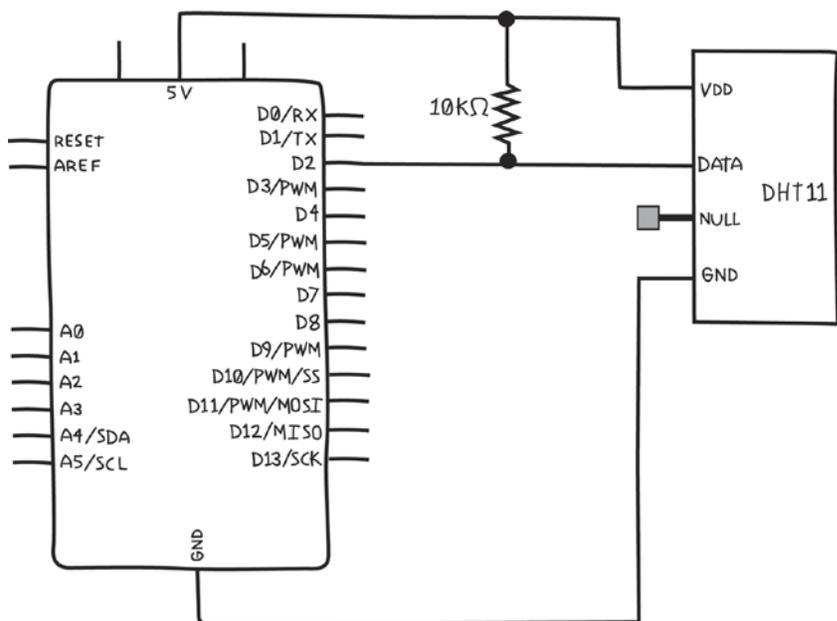 5V
RESET
AREF
A0
A1
A2
A3
A4/SDA
A5/SCL
D0/RX
D1/TX
D2
D3/PWM
D4
D5/PWM
D6/PWM
D7
D8
D9/PWM
D10/PWM/SS
D11/PWM/MOSI
D12/MISO
D13/SCK
GND
10kΩ
VDD
DATA
NULL
GND
DHT11